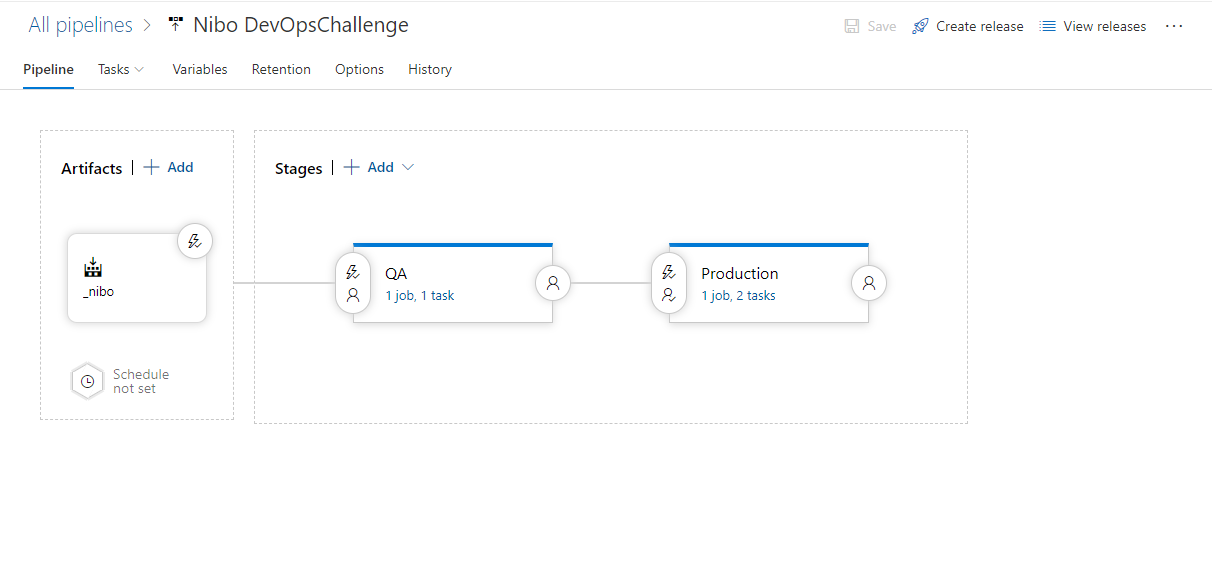 All pipelines > Nibo DevOpsChallenge
Save Create release View releases ...
Pipeline Tasks Variables Retention Options History
Artifacts | + Add
Stages | + Add
_nibo
QA
1 job, 1 task
Production
1 job, 2 tasks
Schedule
not set